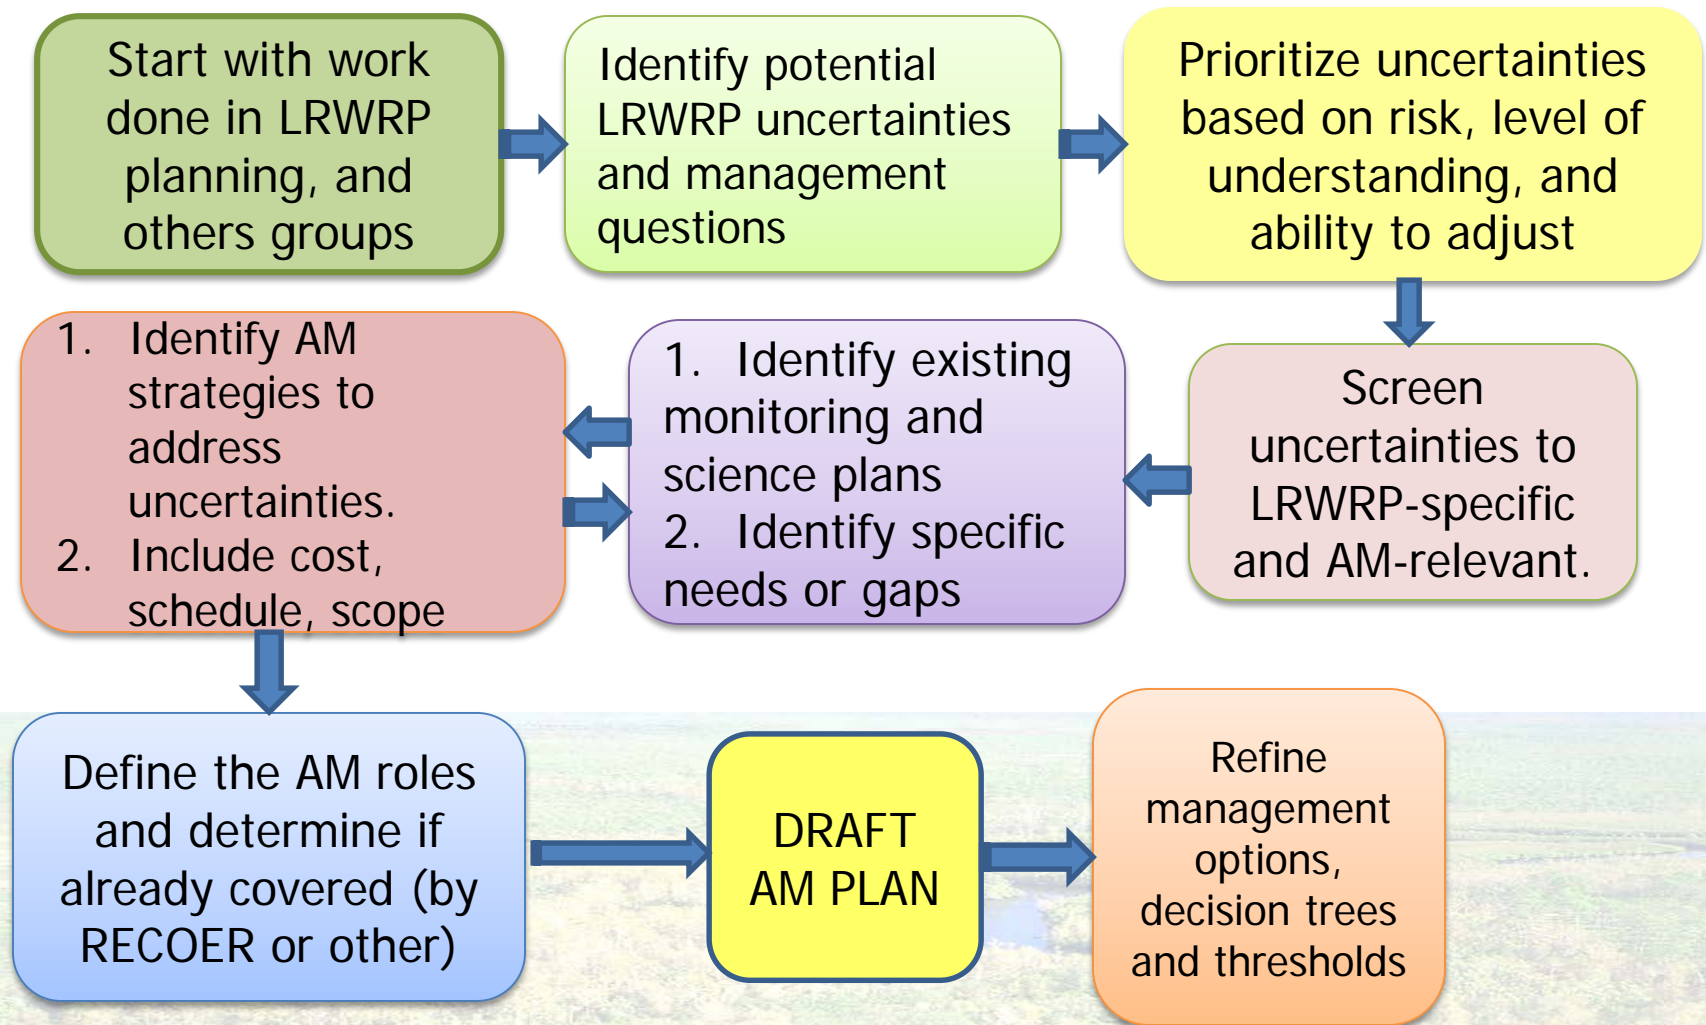 Start with work
done in LRWRP
planning, and
others groups
Identify potential
LRWRP uncertainties
and management
questions
Prioritize uncertainties
based on risk, level of
understanding, and
ability to adjust
Screen
uncertainties to
LRWRP-specific
and AM-relevant.
1. Identify existing
monitoring and
science plans
2. Identify specific
needs or gaps
1. Identify AM
strategies to
address
uncertainties.
2. Include cost,
schedule, scope
Define the AM roles
and determine if
already covered (by
RECOER or other)
DRAFT
AM PLAN
Refine
management
options,
decision trees
and thresholds